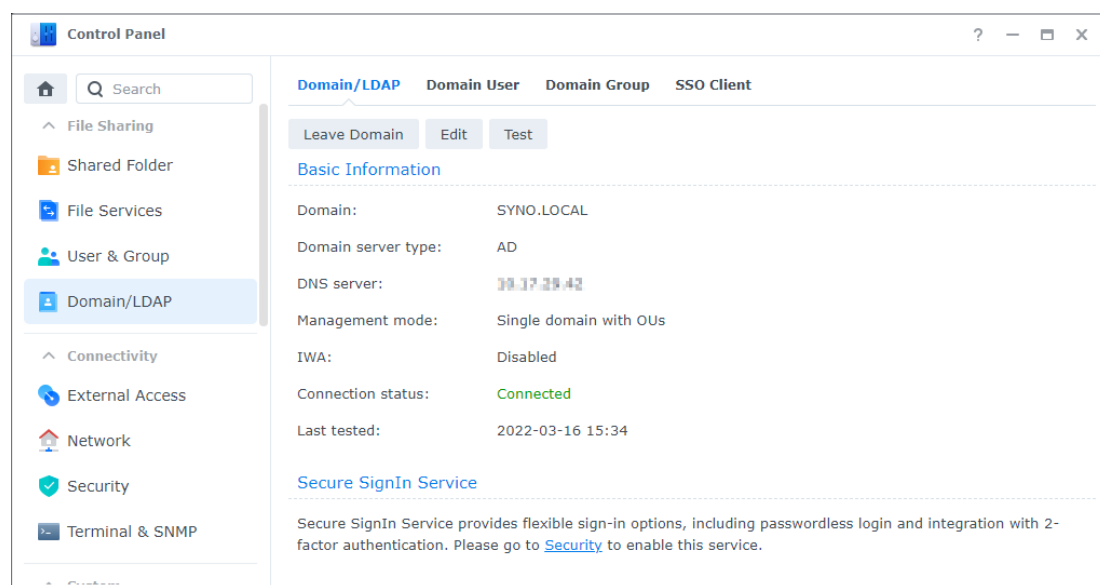 Control Panel
?
Search
File Sharing
Shared Folder
File Services
User & Group
Domain/LDAP
Connectivity
External Access
Network
Security
Terminal & SNMP
Domain/LDAP Domain User Domain Group SSO Client
Leave Domain Edit Test
Basic Information
Domain: SYNO.LOCAL
Domain server type: AD
DNS server:
Management mode: Single domain with OUs
IWA: Disabled
Connection status: Connected
Last tested: 2022-03-16 15:34
Secure SignIn Service
Secure SignIn Service provides flexible sign-in options, including passwordless login and integration with 2-
factor authentication. Please go to Security to enable this service.